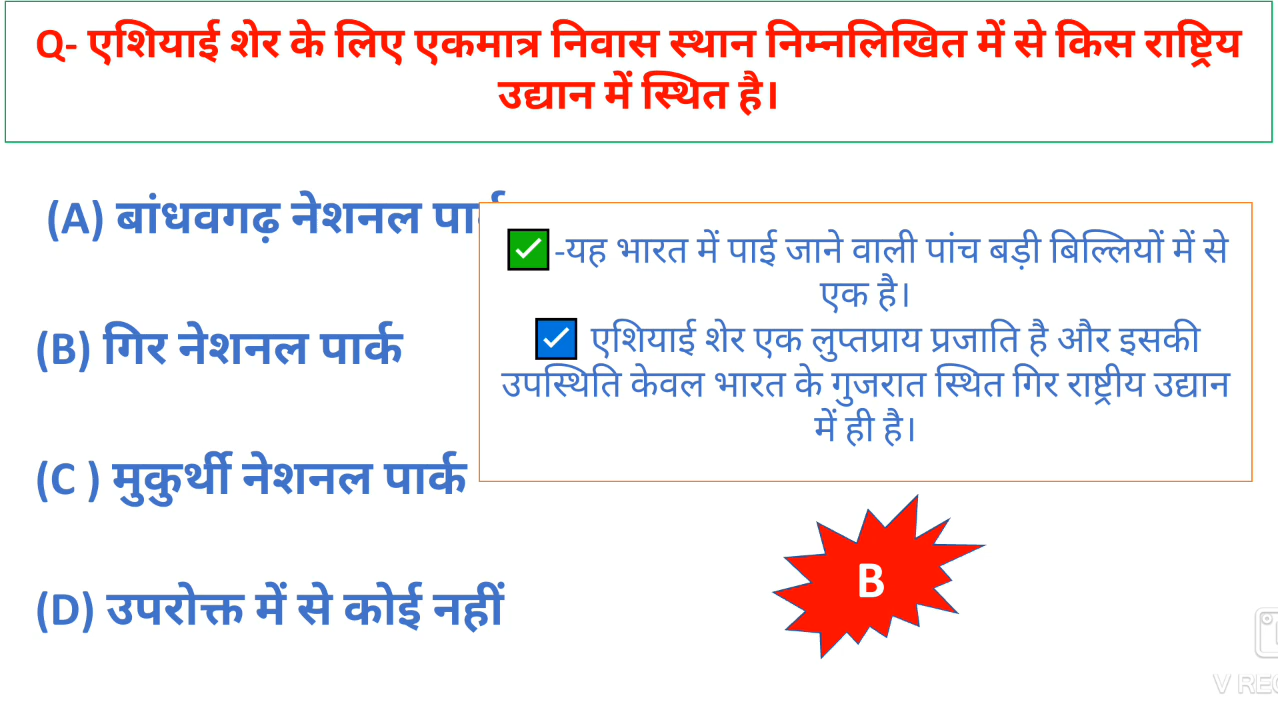 Q- एशियाई शेर के लिए एकमात्र निवास स्थान निम्नलिखित में से किस राष्ट्रिय
उद्यान में स्थित है।
(A) बांधवगढ़ नेशनल
(B) गिर नेशनल पार्क
(C ) मुकुर्थी नेशनल पार्क
(D) उपरोक्त में से कोई नहीं
-यह भारत में पाई जाने वाली पांच बड़ी बिल्लियों में से
एक है।
एशियाई शेर एक लुप्तप्राय प्रजाति है और इसकी
उपस्थिति केवल भारत के गुजरात स्थित गिर राष्ट्रीय उद्यान
में ही है।
B
V